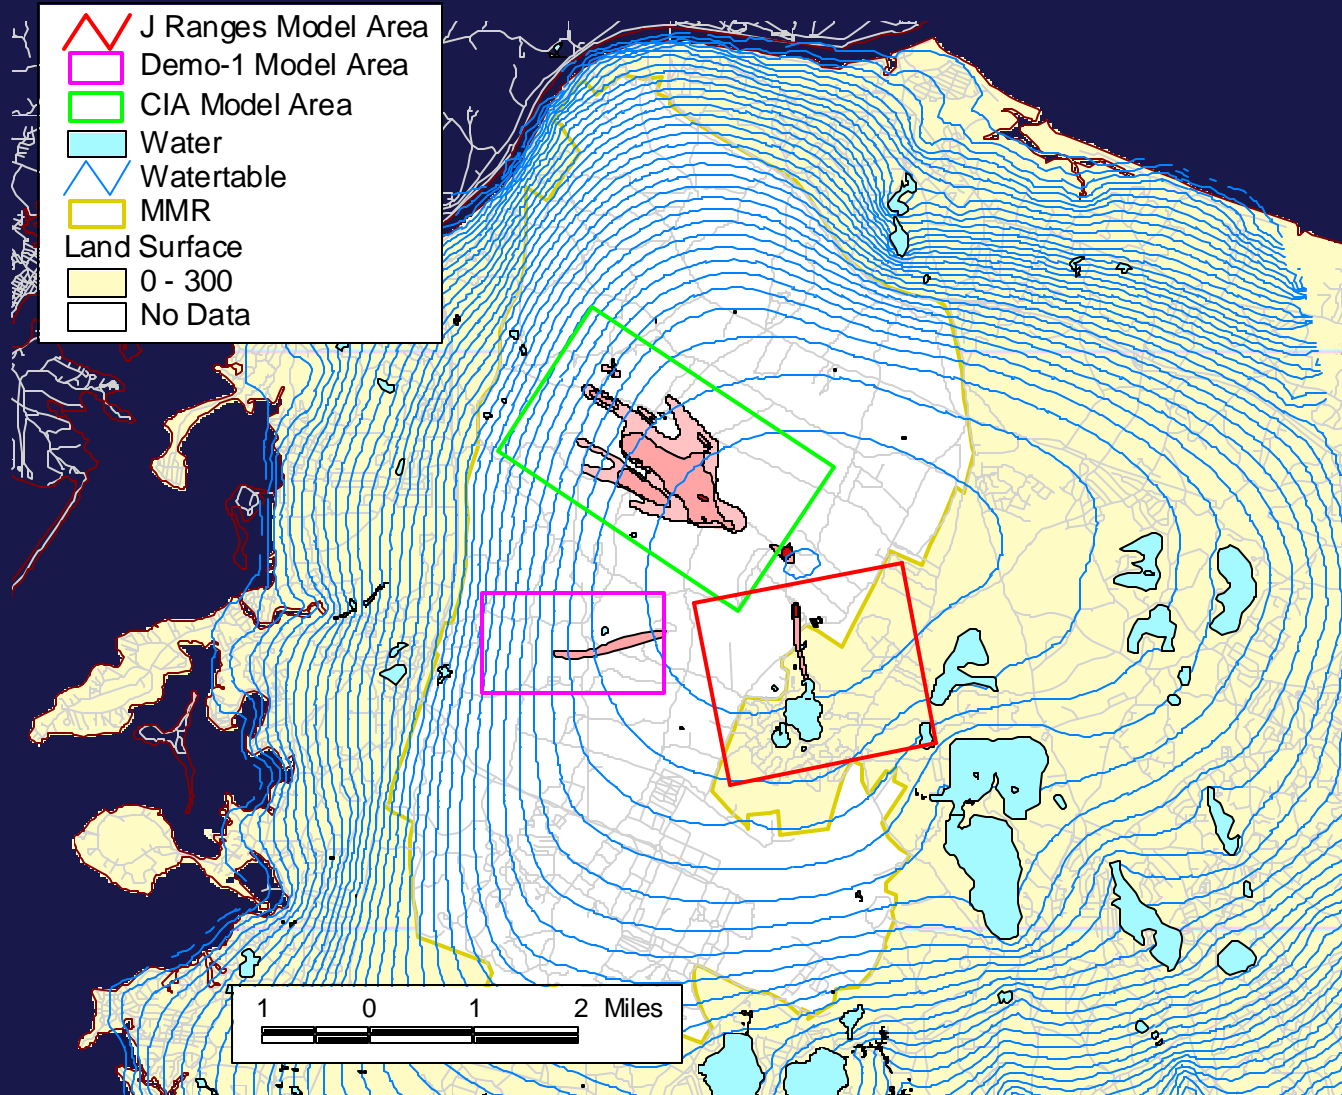 J Ranges Model Area
Demo-1 Model Area
CIA Model Area
Water
Watertable
MMR
Land Surface
0 - 300
No Data
1 0 1 2 Miles